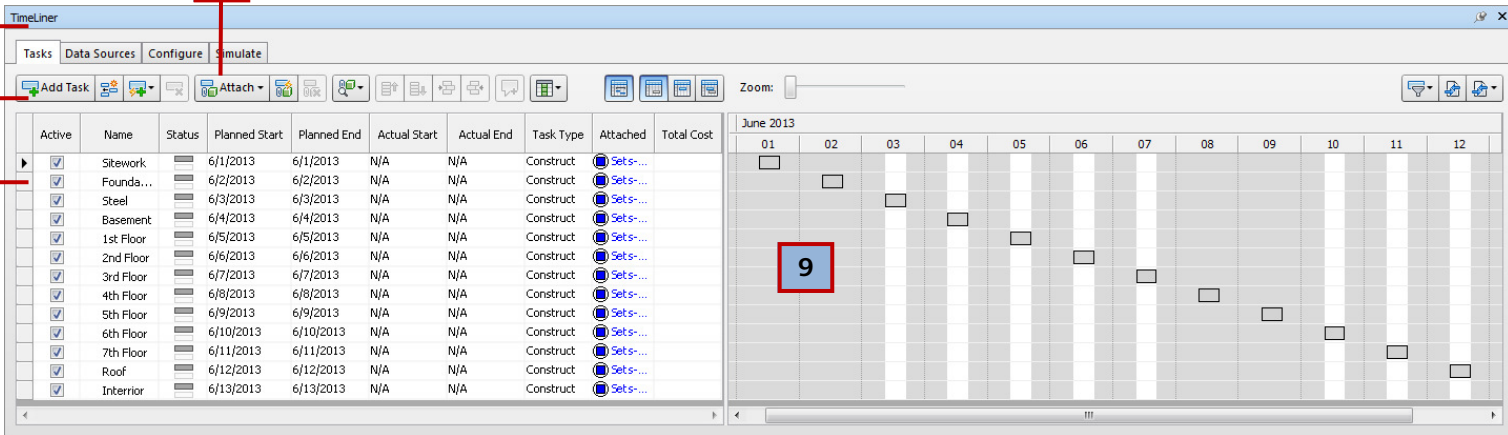 TimeLiner
Tasks Data Sources Configure Simulate
Add Task Attach Zoom:
Active Name Status Planned Start Planned End Actual Start Actual End Task Type Attached Total Cost
June 2013
01 02 03 04 05 06 07 08 09 10 11 12
Sitework 6/1/2013 6/1/2013 N/A N/A Construct Sets-...
Founda... 6/2/2013 6/2/2013 N/A N/A Construct Sets-...
Steel 6/3/2013 6/3/2013 N/A N/A Construct Sets-...
Basement 6/4/2013 6/4/2013 N/A N/A Construct Sets-...
1st Floor 6/5/2013 6/5/2013 N/A N/A Construct Sets-...
2nd Floor 6/6/2013 6/6/2013 N/A N/A Construct Sets-...
3rd Floor 6/7/2013 6/7/2013 N/A N/A Construct Sets-...
4th Floor 6/8/2013 6/8/2013 N/A N/A Construct Sets-...
5th Floor 6/9/2013 6/9/2013 N/A N/A Construct Sets-...
6th Floor 6/10/2013 6/10/2013 N/A N/A Construct Sets-...
7th Floor 6/11/2013 6/11/2013 N/A N/A Construct Sets-...
Roof 6/12/2013 6/12/2013 N/A N/A Construct Sets-...
Interrior 6/13/2013 6/13/2013 N/A N/A Construct Sets-...
9